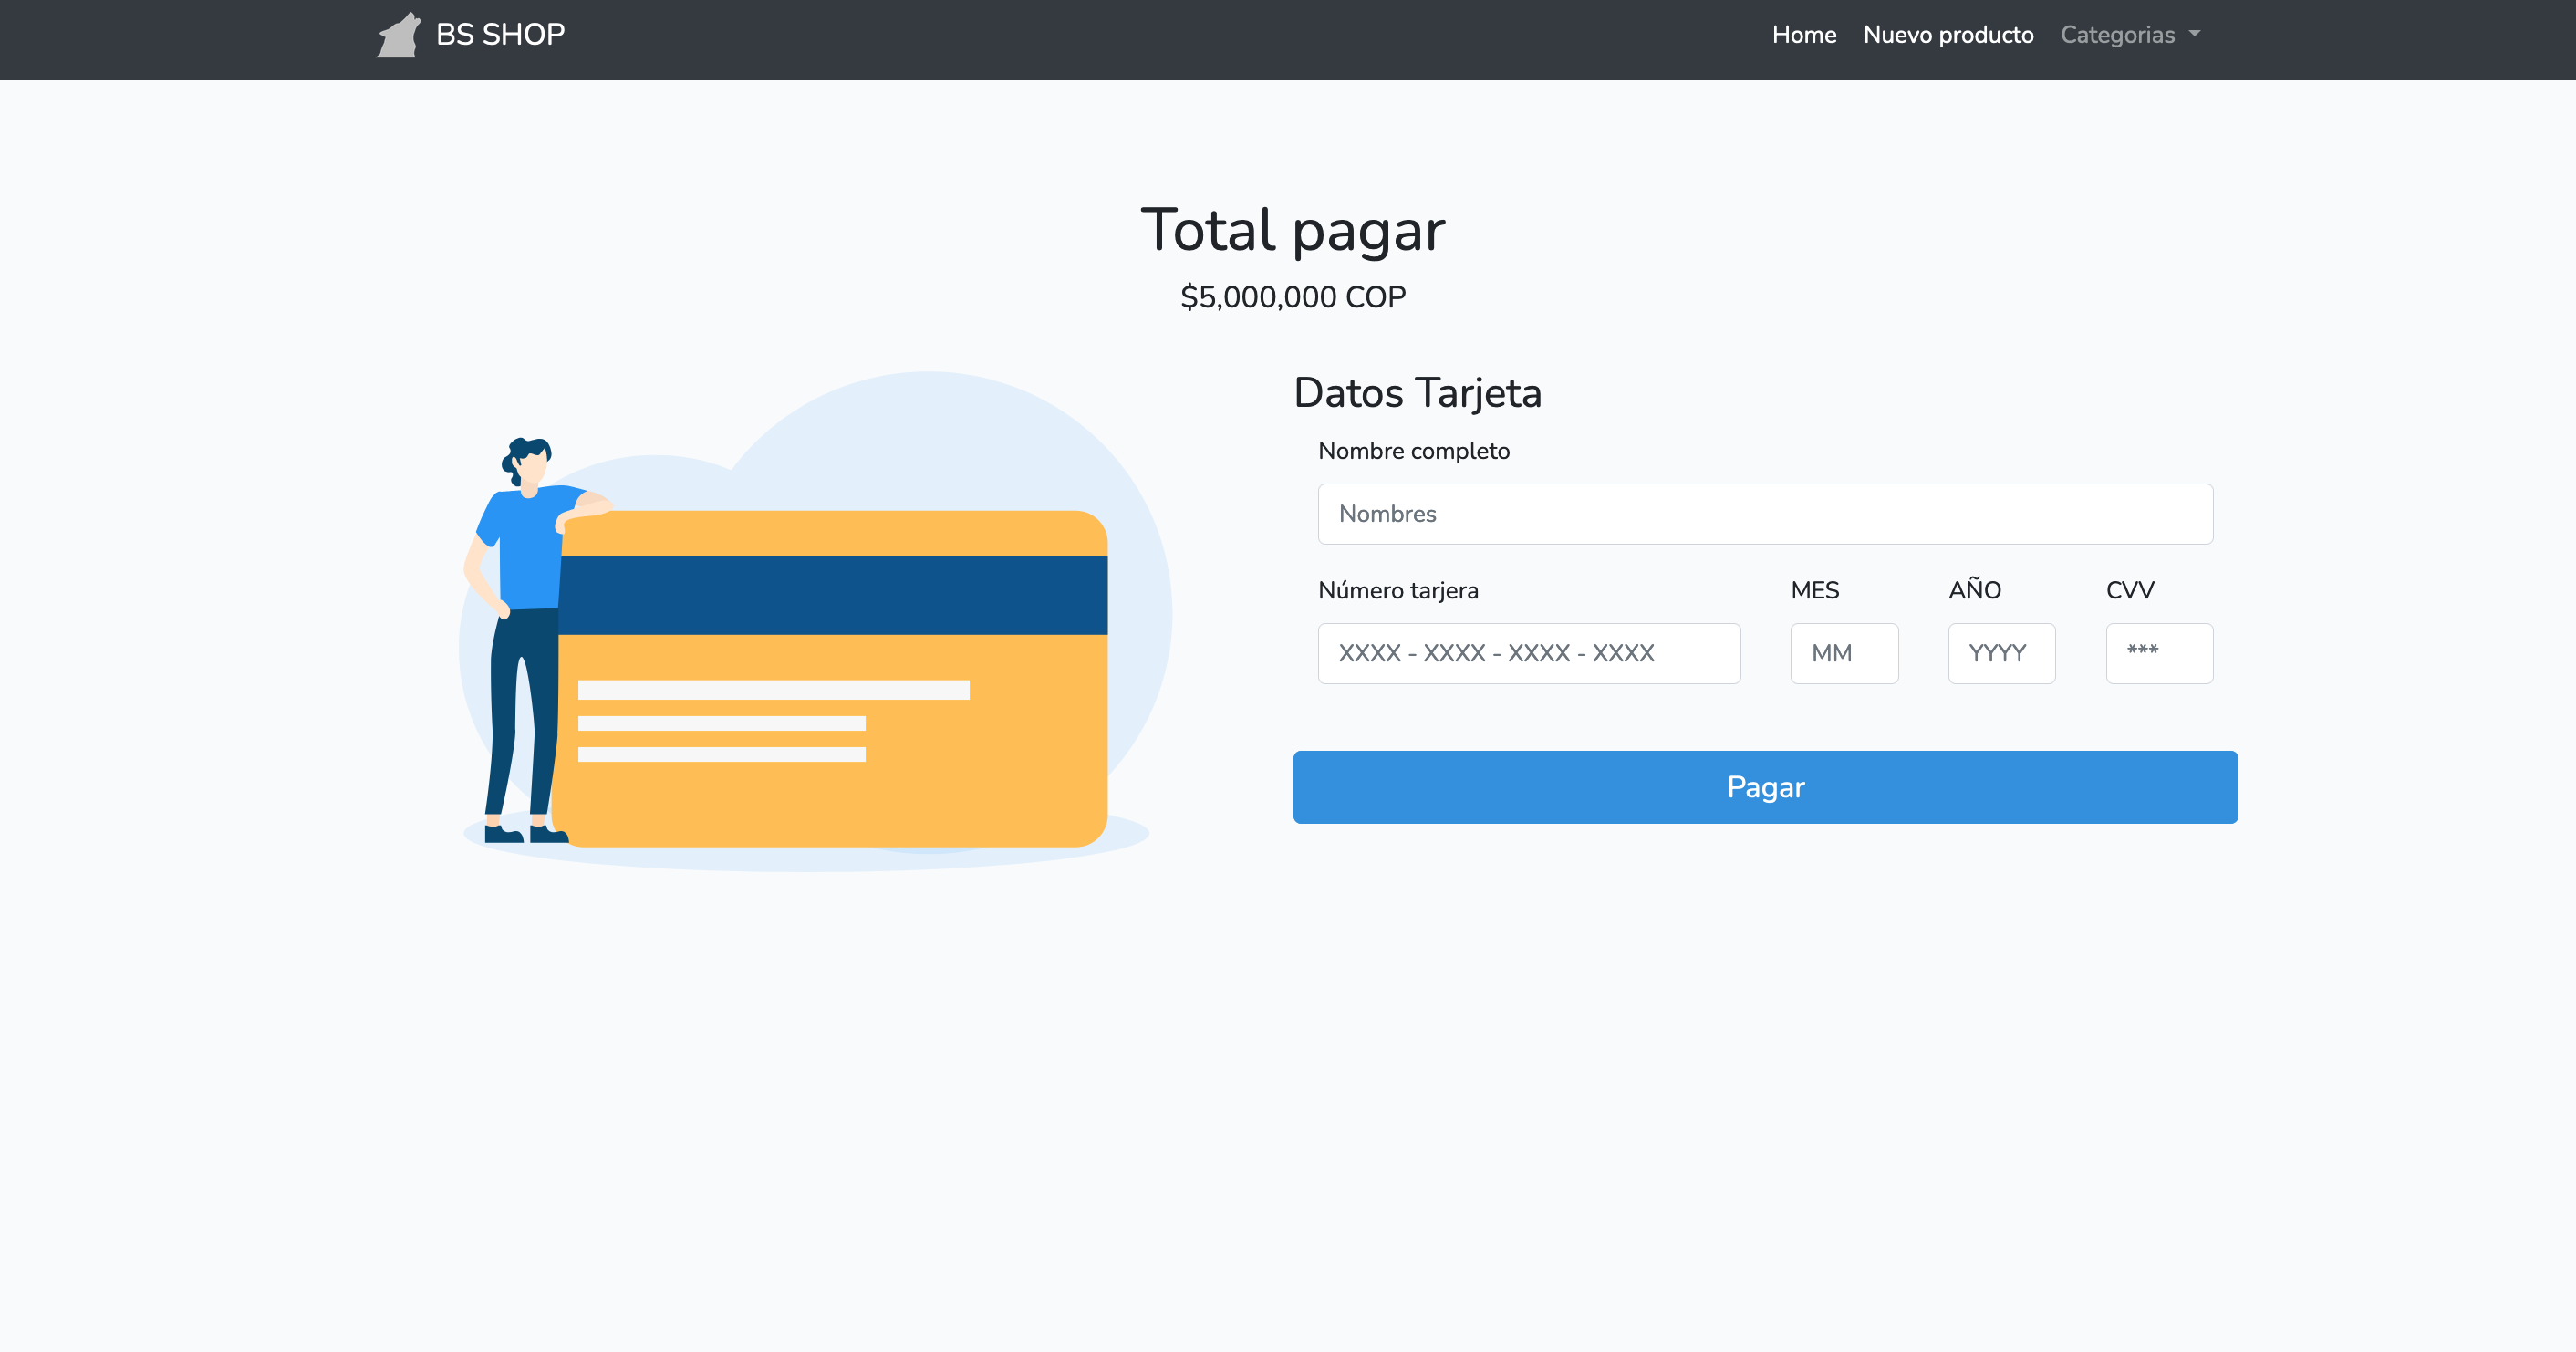 BS SHOP
Home Nuevo producto Categorias
Total pagar
$5,000,000 COP
Datos Tarjeta
Nombre completo
Nombres
Número tarjera MES AÑO CVV
XXXX - XXXX - XXXX - XXXX MM YYYY ***
Pagar